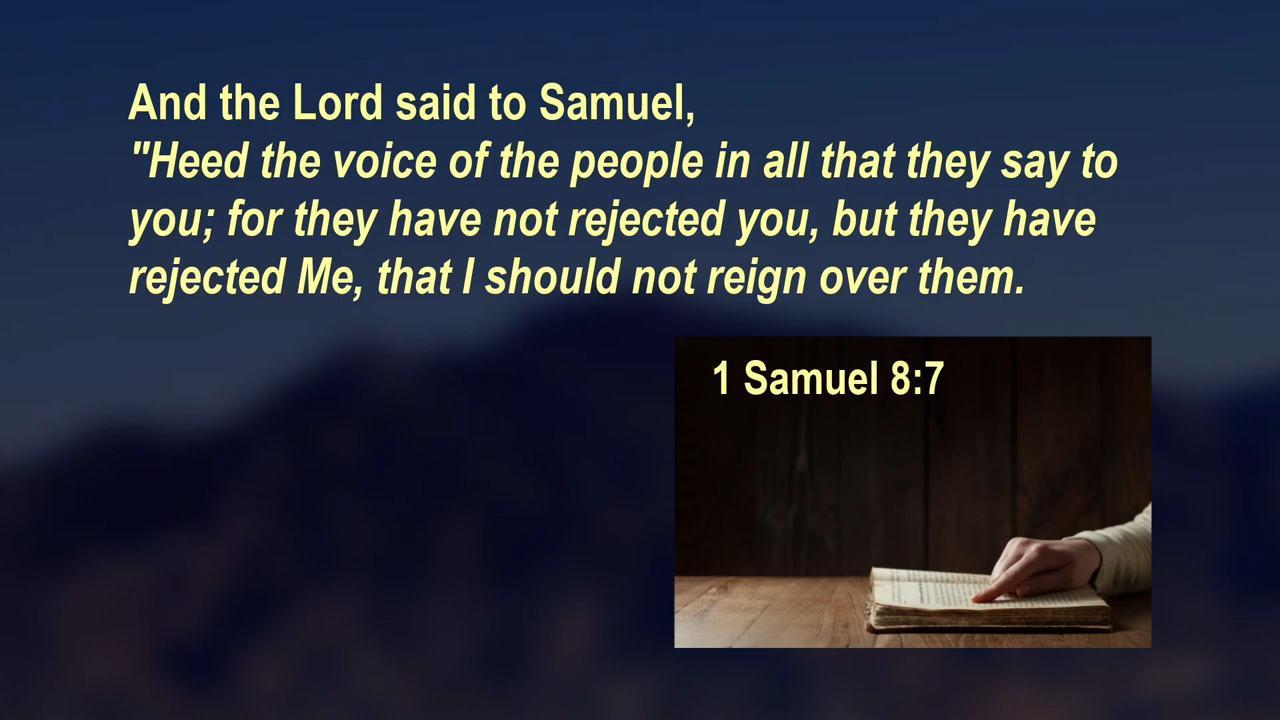 And the Lord said to Samuel,
"Heed the voice of the people in all that they say to
you; for they have not rejected you, but they have
rejected Me, that I should not reign over them.
1 Samuel 8:7